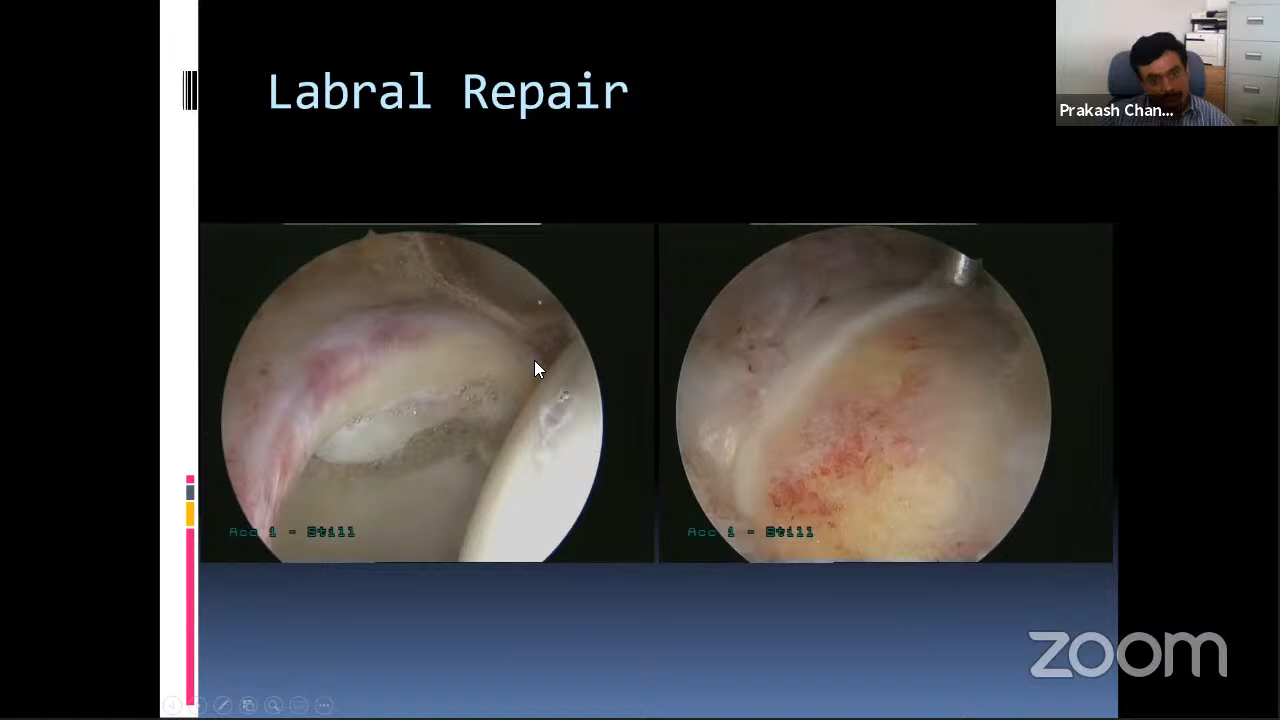 Labral Repair
Prakash Chan...
Acc 1 - Still
Acc 1 - Still
zoom